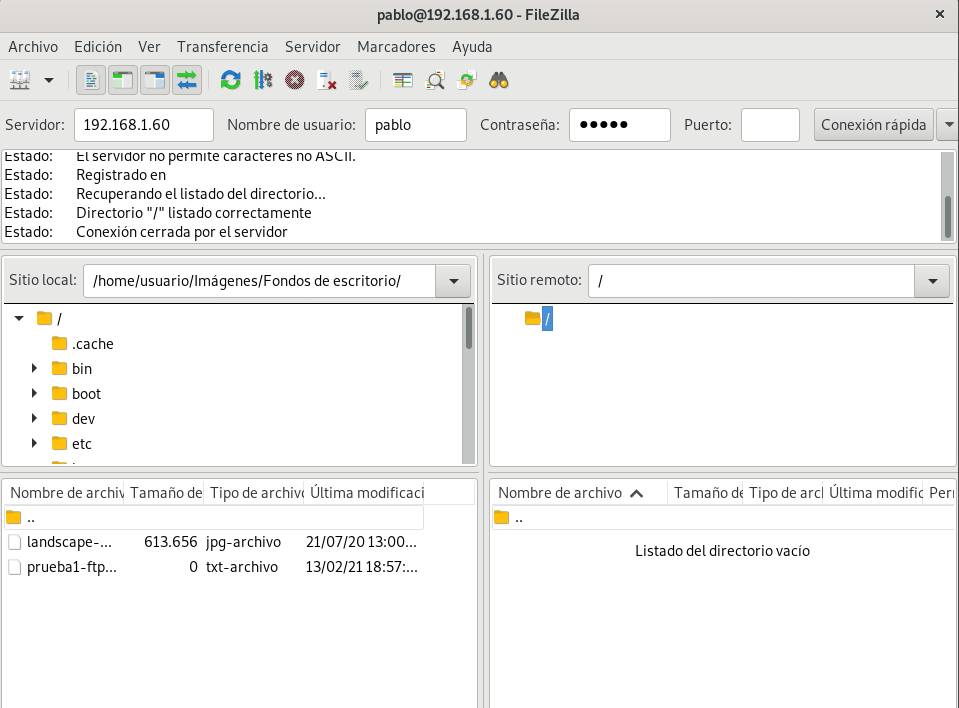 pablo@192.168.1.60 - FileZilla
Archivo Edición Ver Transferencia Servidor Marcadores Ayuda
Servidor: 192.168.1.60 Nombre de usuario: pablo Contraseña: ●●●●● Puerto: Conexión rápida
Estado: El servidor no permite caracteres no ASCII.
Estado: Registrado en
Estado: Recuperando el listado del directorio...
Estado: Directorio "/" listado correctamente
Estado: Conexión cerrada por el servidor
Sitio local: /home/usuario/Imágenes/Fondos de escritorio/
/
.cache
bin
boot
dev
etc
Nombre de archiv Tamaño de Tipo de archivo Última modificaci
..
landscape-... 613.656 jpg-archivo 21/07/20 13:00...
prueba1-ftp... 0 txt-archivo 13/02/21 18:57:...
Sitio remoto: /
/
Nombre de archivo Tamaño de Tipo de arcl Última modific Peri
..
Listado del directorio vacío